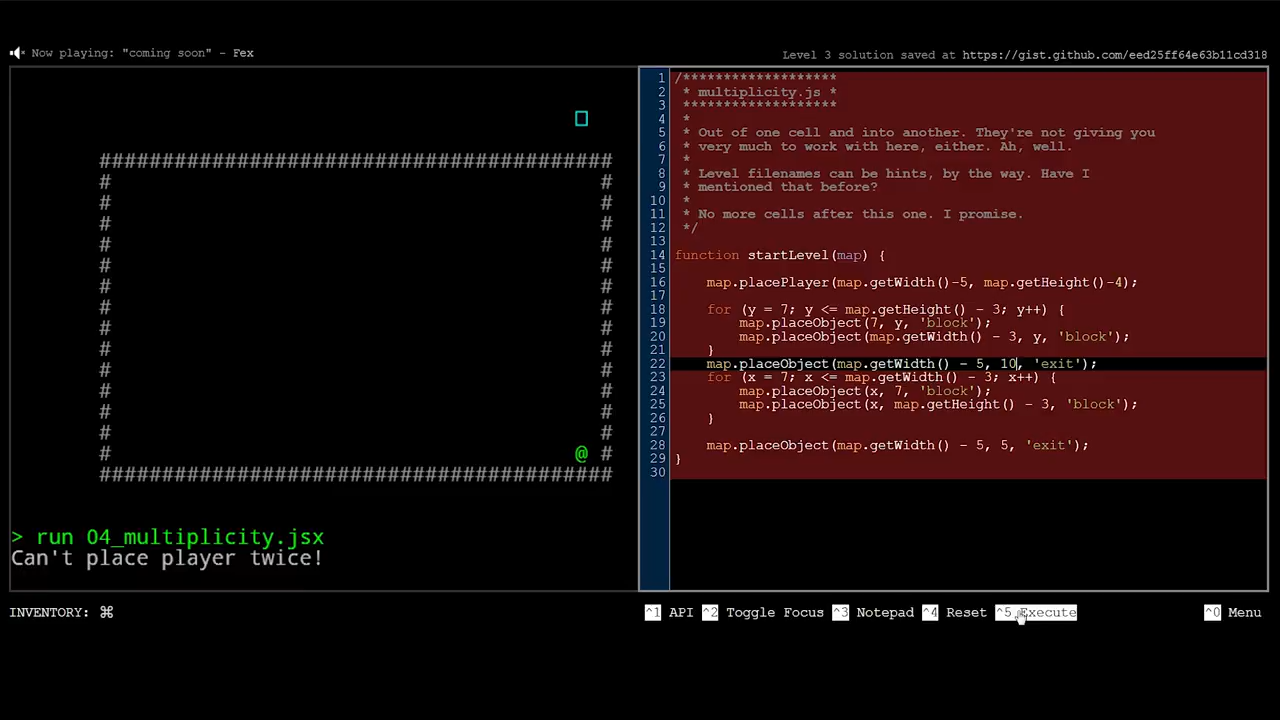 Now playing: "coming soon" - Fex
Level 3 solution saved at https://gist.github.com/eed25ff64e63b11cd318
#########################################
# #
# #
# #
# #
# #
# #
# #
# #
# #
# #
# #
# #
# #
# @ #
#########################################
> run 04_multiplicity.jsx
Can't place player twice!
1 /*******************
2 * multiplicity.js *
3 *******************
4 *
5 * Out of one cell and into another. They're not giving you
6 * very much to work with here, either. Ah, well.
7 *
8 * Level filenames can be hints, by the way. Have I
9 * mentioned that before?
10 *
11 * No more cells after this one. I promise.
12 */
13
14 function startLevel(map) {
15
16 map.placePlayer(map.getWidth()-5, map.getHeight()-4);
17
18 for (y = 7; y <= map.getHeight() - 3; y++) {
19 map.placeObject(7, y, 'block');
20 map.placeObject(map.getWidth() - 3, y, 'block');
21 }
22 map.placeObject(map.getWidth() - 5, 10, 'exit');
23 for (x = 7; x <= map.getWidth() - 3; x++) {
24 map.placeObject(x, 7, 'block');
25 map.placeObject(x, map.getHeight() - 3, 'block');
26 }
27
28 map.placeObject(map.getWidth() - 5, 5, 'exit');
29 }
30
INVENTORY: ⌘
^1 API ^2 Toggle Focus ^3 Notepad ^4 Reset ^5 Execute ^0 Menu